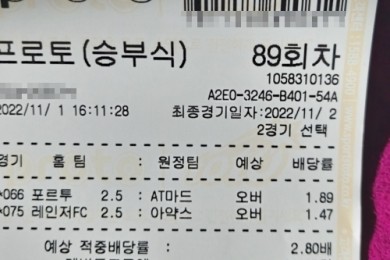 프로토(승부식) 89회차
1058310136
A2E0-3246-B401-54A
2022/11/ 1 16:11:28 최종경기일자:2022/11/ 2
2경기 선택
경기 홈 팀 : 원정팀 예상 배당률
*066 포르투 2.5 : AT마드 오버 1.89
*075 레인저FC 2.5 : 아약스 오버 1.47
예상 적중배당률 : 2.80배